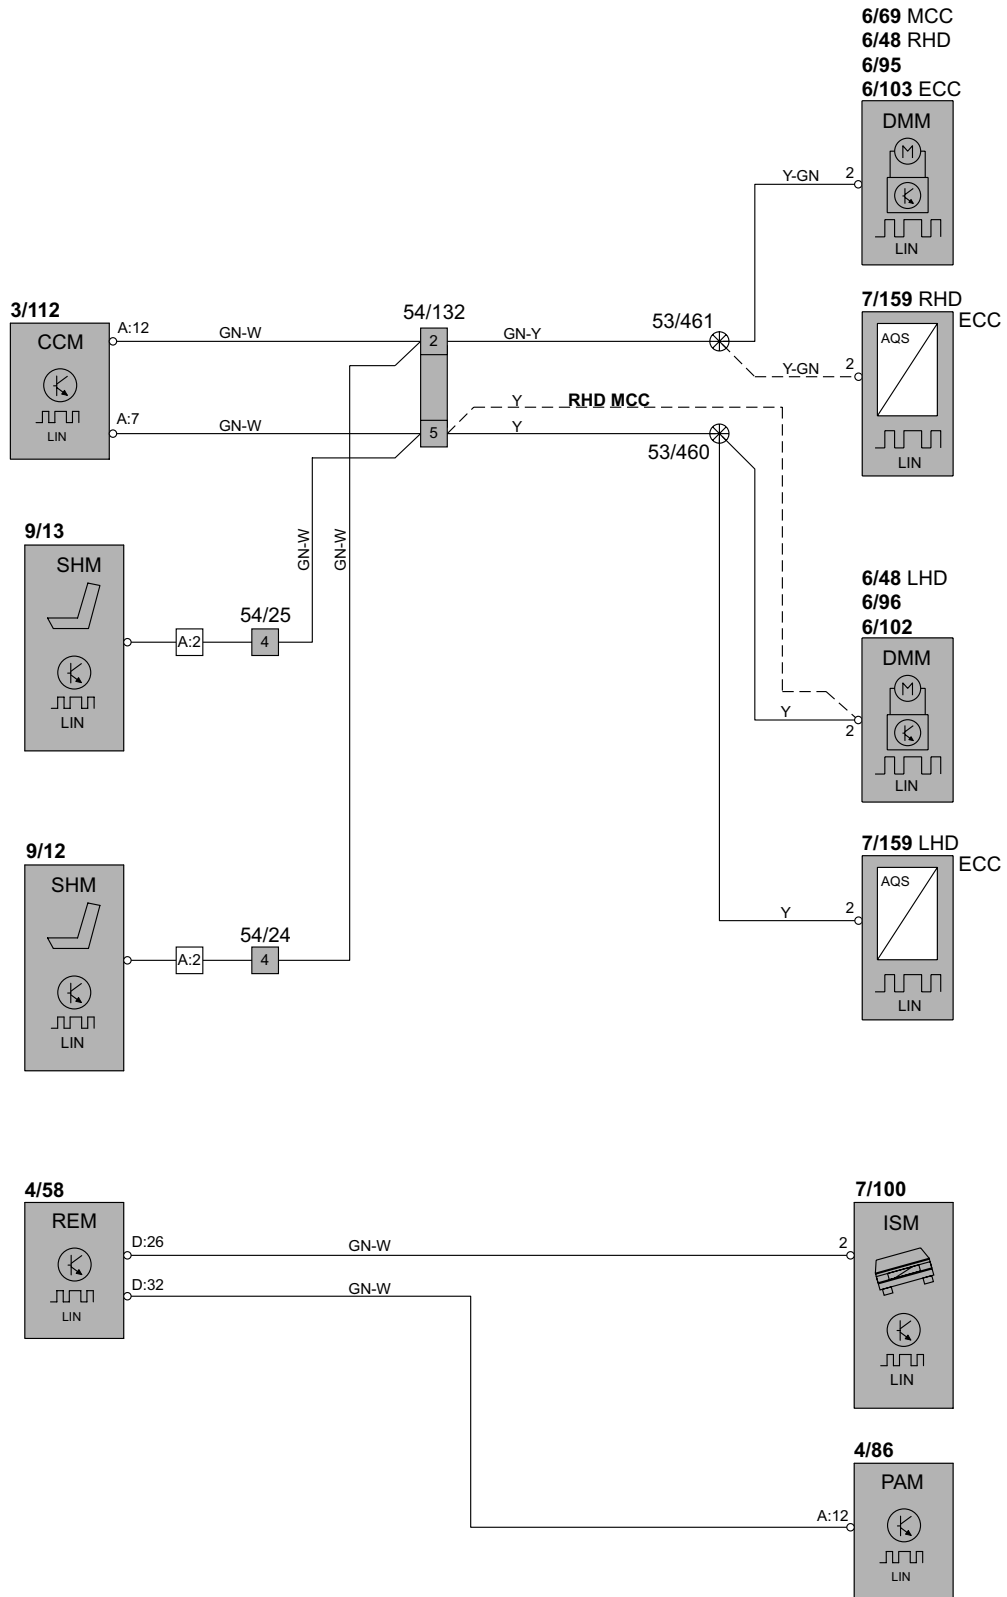 6/69 MCC
6/48 RHD
6/95
6/103 ECC
DMM
M
LIN
Y-GN
2
7/159 RHD
ECC
AQS
LIN
Y-GN
2
3/112
CCM
LIN
A:12
GN-W
A:7
GN-W
54/132
2
5
GN-Y
53/461
Y
RHD MCC
Y
53/460
9/13
SHM
LIN
A:2
54/25
4
GN-W
GN-W
6/48 LHD
6/96
6/102
DMM
M
LIN
Y
2
9/12
SHM
LIN
A:2
54/24
4
7/159 LHD
ECC
AQS
LIN
Y
2
4/58
REM
LIN
D:26
GN-W
D:32
GN-W
7/100
ISM
LIN
2
4/86
PAM
LIN
A:12